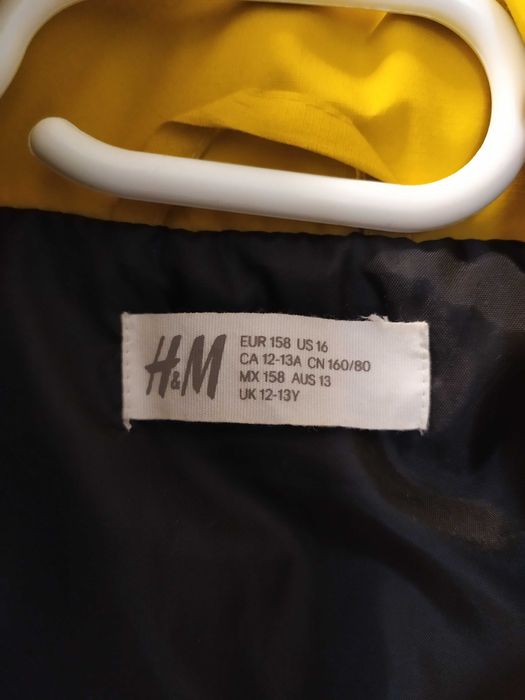 H&M
EUR 158 US 16
CA 12-13A CN 160/80
MX 158 AUS 13
UK 12-13Y